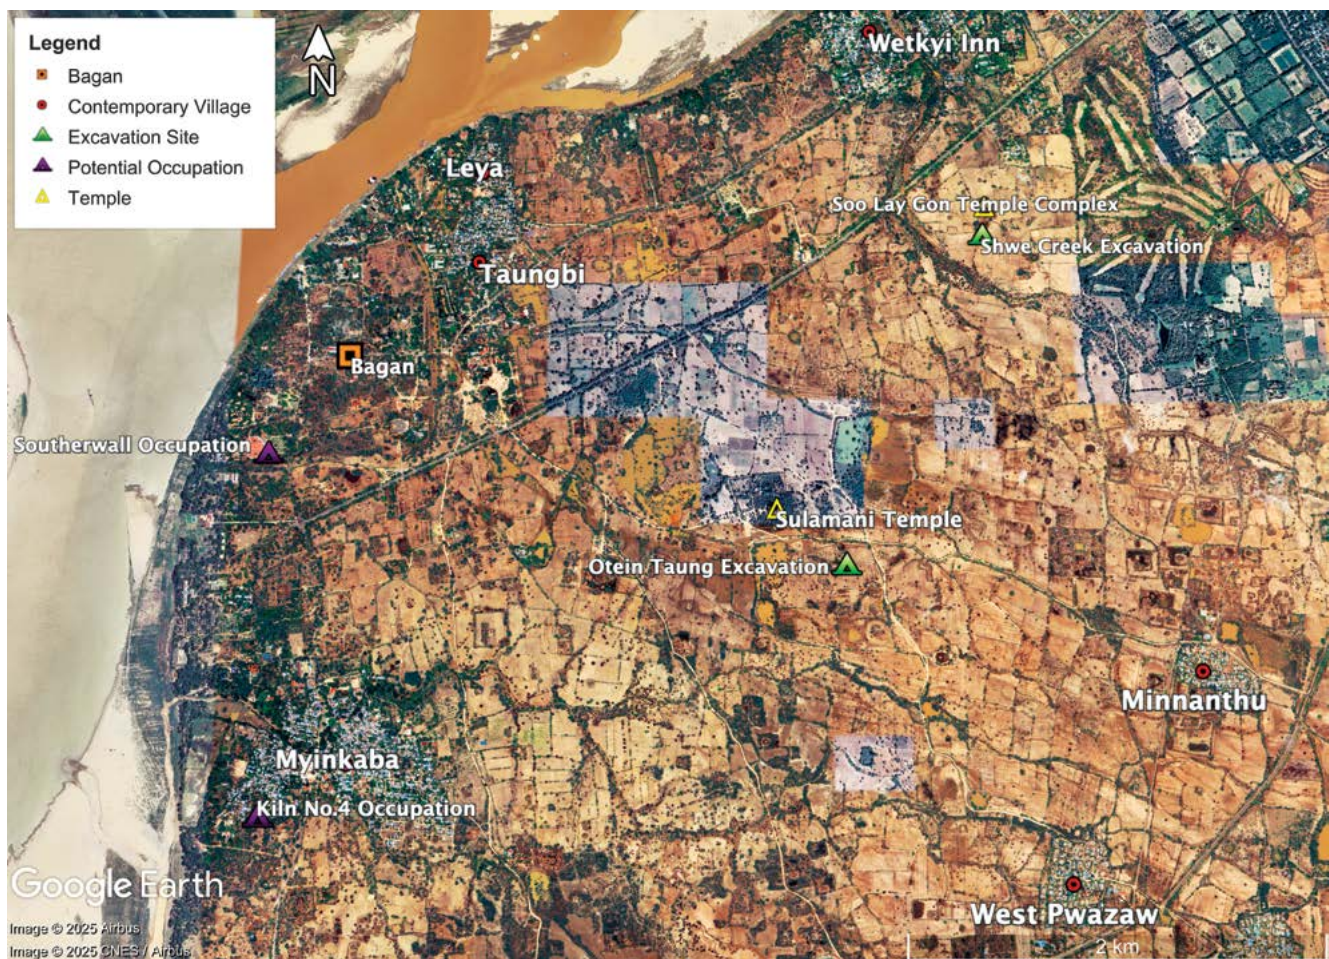 Legend
Bagan
Contemporary Village
Excavation Site
Potential Occupation
Temple
N
Wetkyi Inn
Leya
Soo Lay Gon Temple Complex
Shwe Creek Excavation
Taungbi
Bagan
Southerwall Occupation
Sulamani Temple
Otein Taung Excavation
Minnanthu
Myinkaba
Kiln No.4 Occupation
Google Earth
West Pwazaw
Image © 2025 Airbus
2 km
Image © 2025 CNES / Airbus